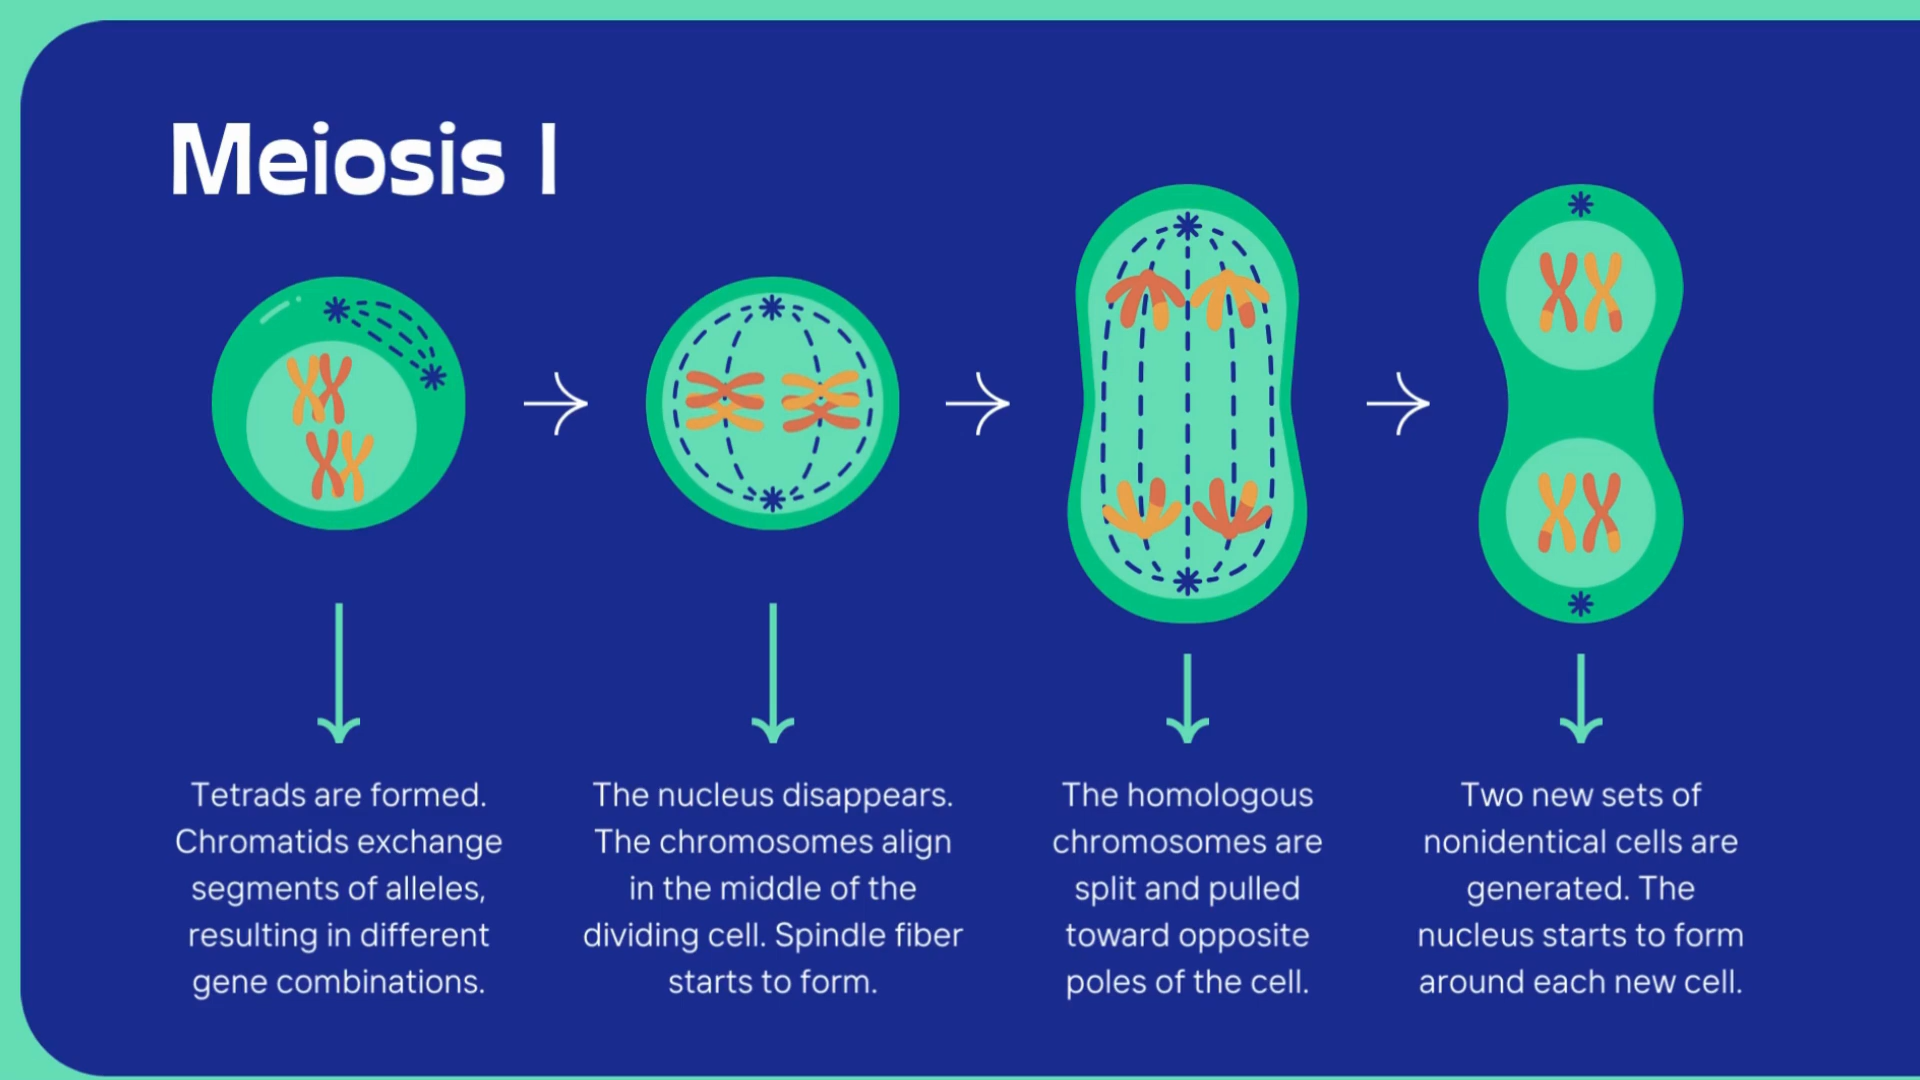 Meiosis I
Tetrads are formed.
Chromatids exchange
segments of alleles,
resulting in different
gene combinations.
The nucleus disappears.
The chromosomes align
in the middle of the
dividing cell. Spindle fiber
starts to form.
The homologous
chromosomes are
split and pulled
toward opposite
poles of the cell.
Two new sets of
nonidentical cells are
generated. The
nucleus starts to form
around each new cell.